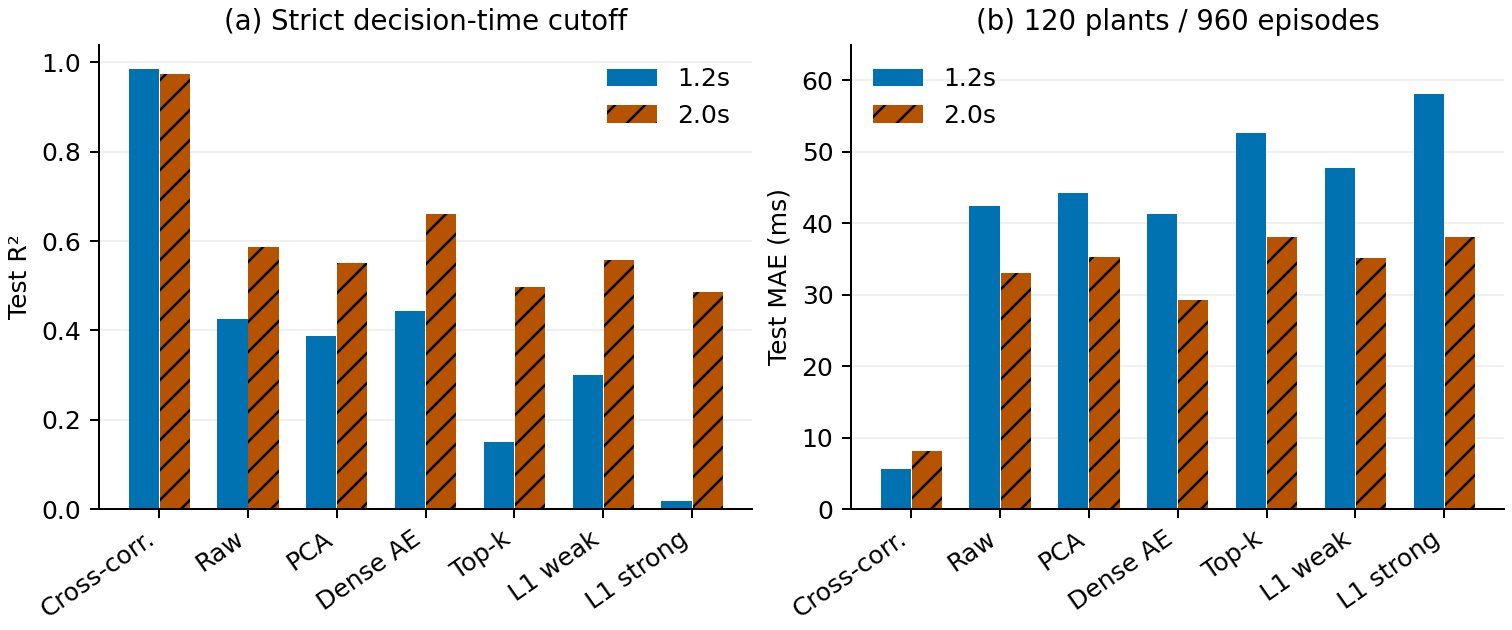 (a) Strict decision-time cutoff
1.2s
2.0s
Test R²
1.0
0.8
0.6
0.4
0.2
0.0
Cross-corr.
Raw
PCA
Dense AE
Top-k
L1 weak
L1 strong
(b) 120 plants / 960 episodes
1.2s
2.0s
Test MAE (ms)
60
50
40
30
20
10
0
Cross-corr.
Raw
PCA
Dense AE
Top-k
L1 weak
L1 strong